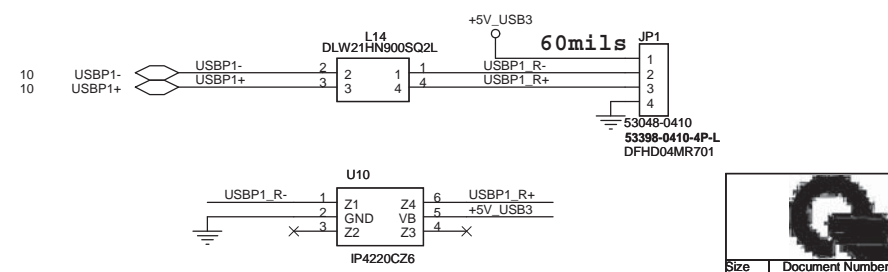 +5V_USB3
L14
DLW21HN900SQ2L
60mils
JP1
10 USBP1- USBP1- 2 2 1 1 USBP1_R- 1
10 USBP1+ USBP1+ 3 3 4 4 USBP1_R+ 2
3
4
53048-0410
53398-0410-4P-L
DFHD04MR701
U10
USBP1_R- 1 Z1 Z4 6 USBP1_R+
2 GND VB 5 +5V_USB3
3 Z2 Z3 4
IP4220CZ6
Size Document Number